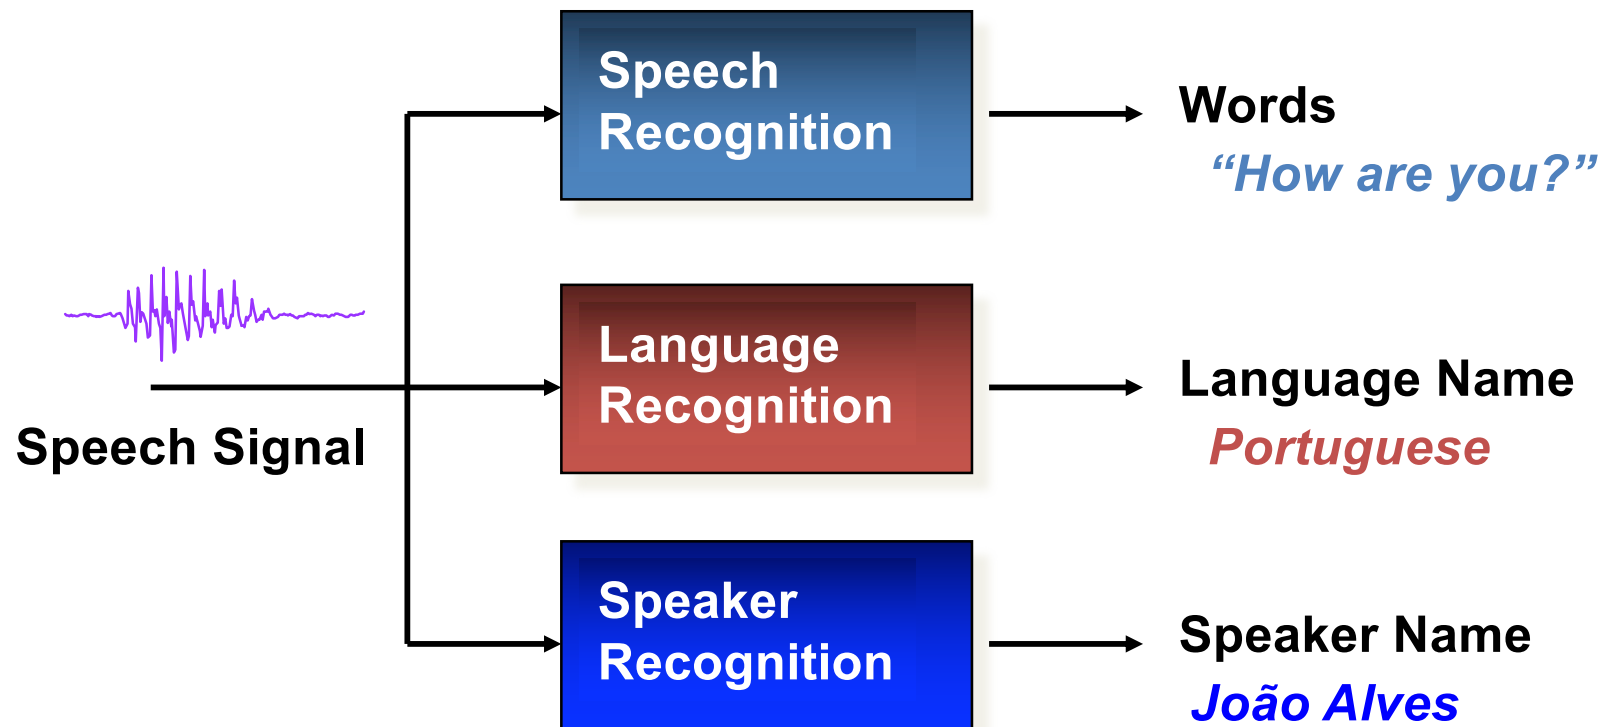 Speech
Recognition
Words
“How are you?”
Speech Signal
Language
Recognition
Language Name
Portuguese
Speaker
Recognition
Speaker Name
João Alves